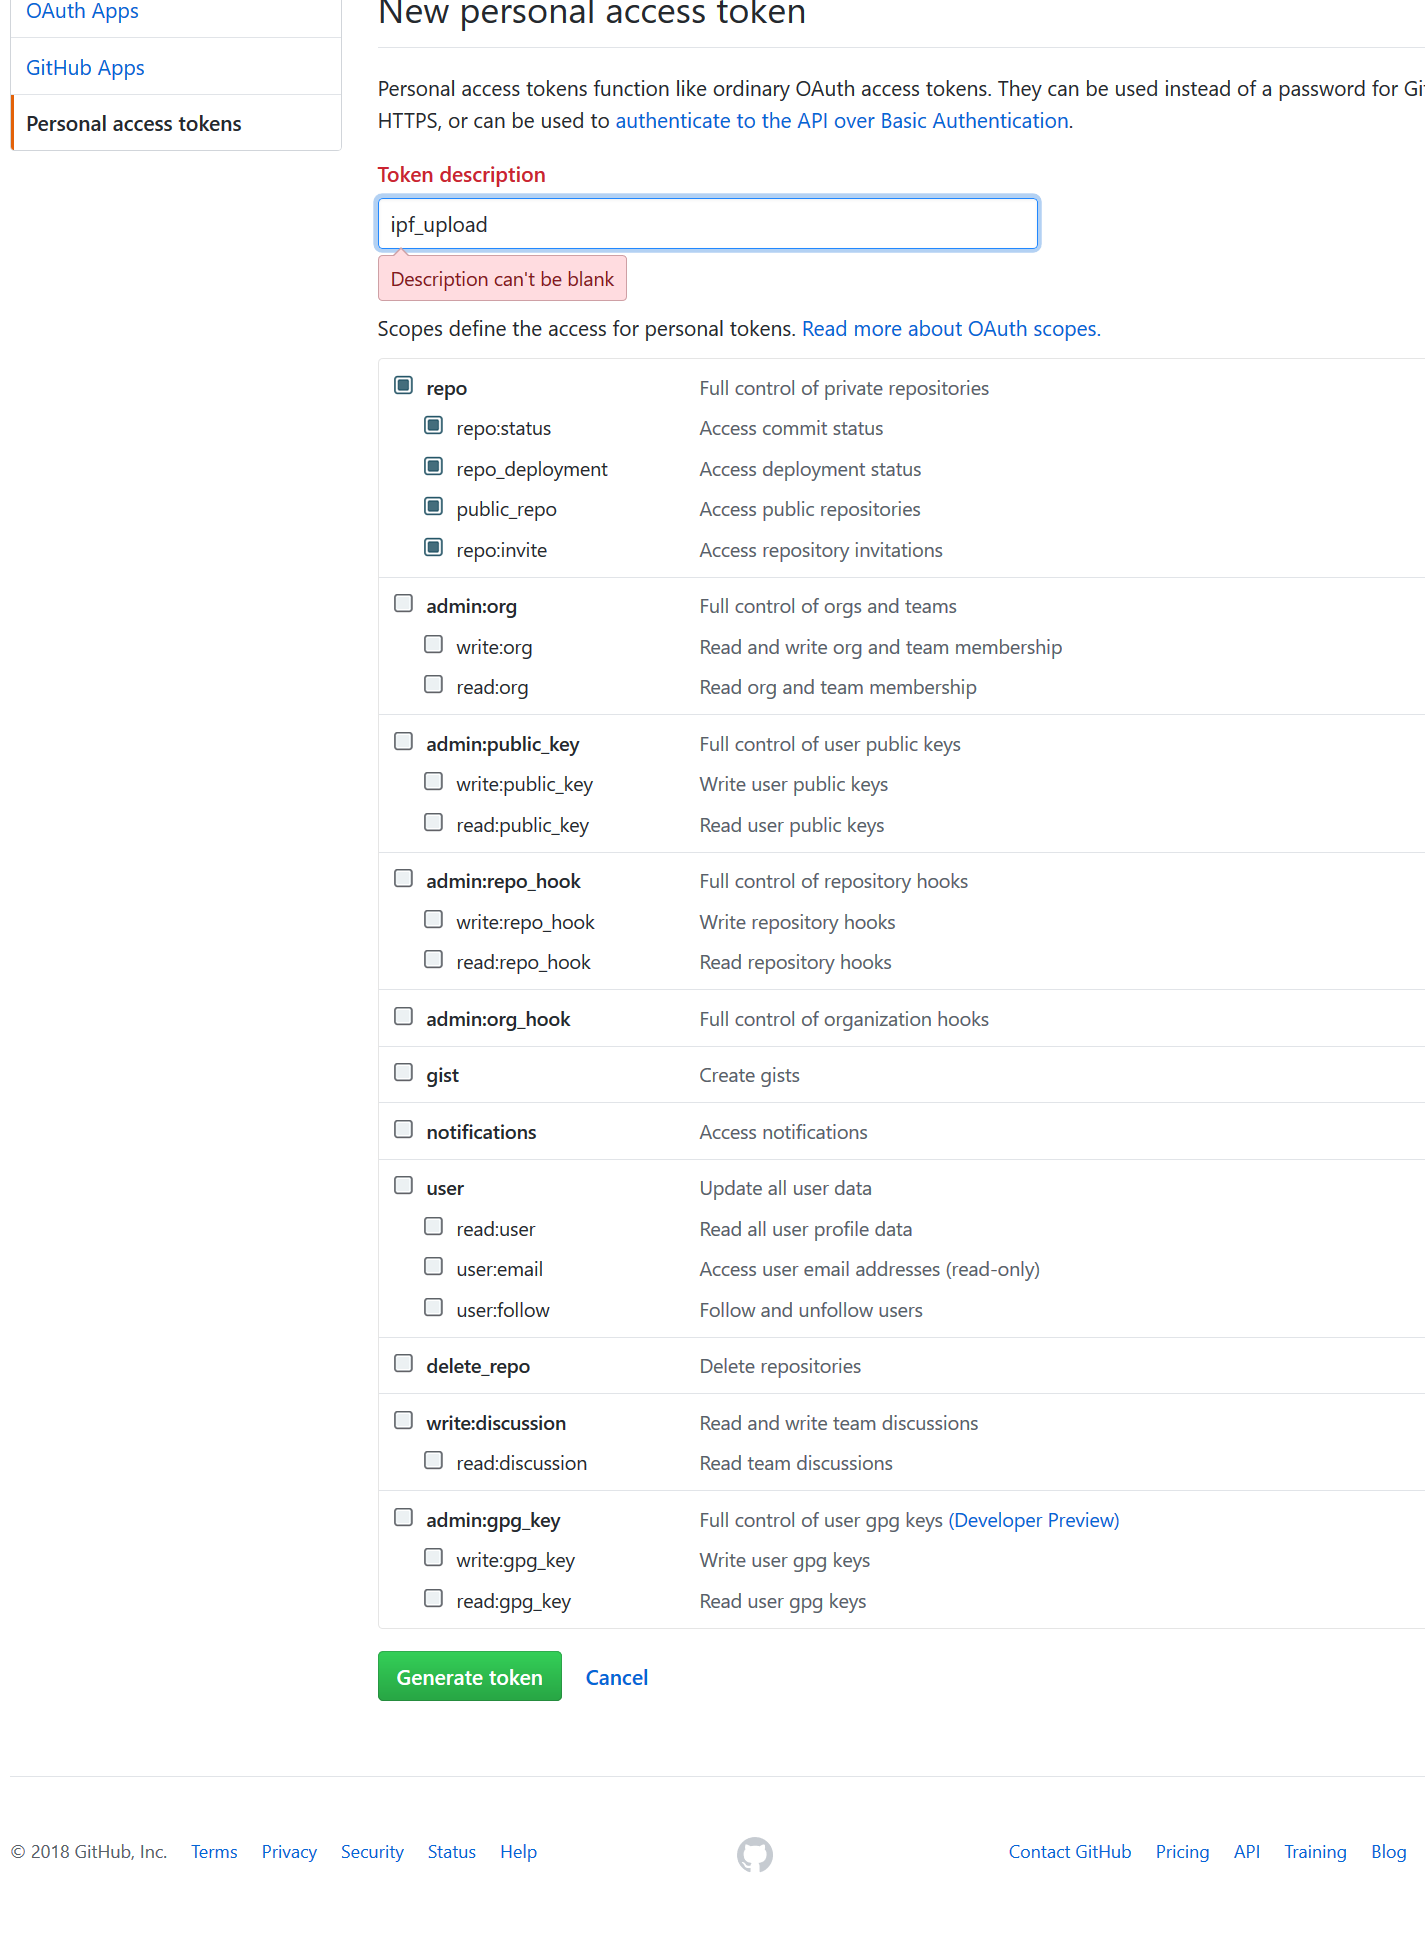 OAuth Apps
GitHub Apps
Personal access tokens
New personal access token
Personal access tokens function like ordinary OAuth access tokens. They can be used instead of a password for Git
HTTPS, or can be used to authenticate to the API over Basic Authentication.
Token description
ipf_upload
Description can't be blank
Scopes define the access for personal tokens. Read more about OAuth scopes.
repo Full control of private repositories
repo:status Access commit status
repo_deployment Access deployment status
public_repo Access public repositories
repo:invite Access repository invitations
admin:org Full control of orgs and teams
write:org Read and write org and team membership
read:org Read org and team membership
admin:public_key Full control of user public keys
write:public_key Write user public keys
read:public_key Read user public keys
admin:repo_hook Full control of repository hooks
write:repo_hook Write repository hooks
read:repo_hook Read repository hooks
admin:org_hook Full control of organization hooks
gist Create gists
notifications Access notifications
user Update all user data
read:user Read all user profile data
user:email Access user email addresses (read-only)
user:follow Follow and unfollow users
delete_repo Delete repositories
write:discussion Read and write team discussions
read:discussion Read team discussions
admin:gpg_key Full control of user gpg keys (Developer Preview)
write:gpg_key Write user gpg keys
read:gpg_key Read user gpg keys
Generate token Cancel
© 2018 GitHub, Inc. Terms Privacy Security Status Help Contact GitHub Pricing API Training Blog